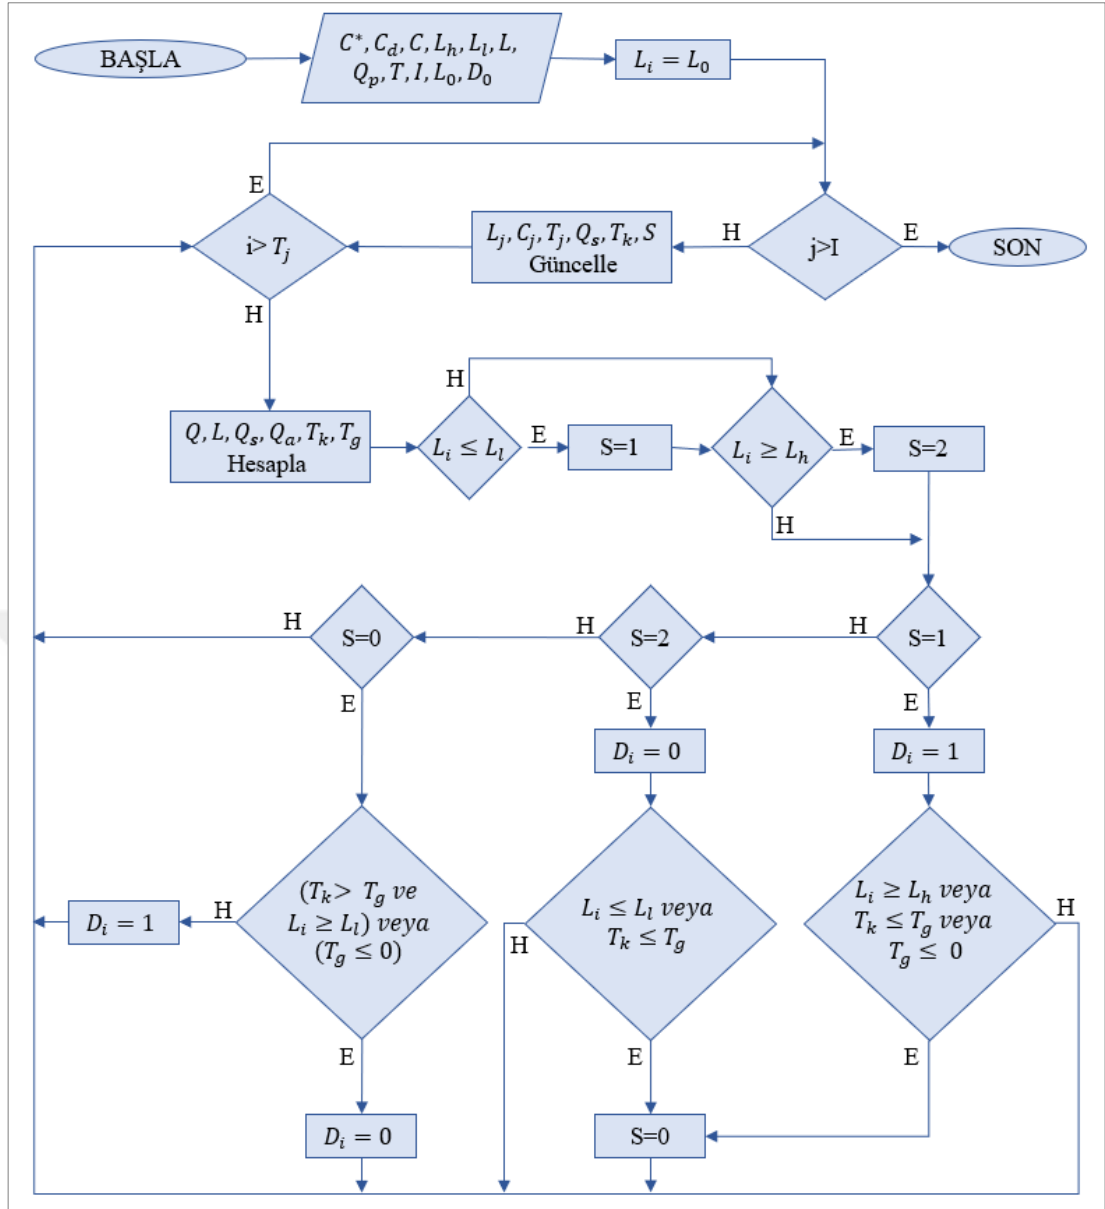 BAŞLA
C*, C_d, C, L_h, L_l, L,
Q_p, T, I, L_0, D_0
L_i = L_0
E
i> T_j
L_j, C_j, T_j, Q_s, T_k, S
Güncelle
H
j>I
E
SON
H
Q, L, Q_s, Q_a, T_k, T_g
Hesapla
H
L_i ≤ L_l
E
S=1
L_i ≥ L_h
E
S=2
H
H
S=0
H
S=2
H
S=1
E
E
E
D_i = 0
D_i = 1
D_i = 1
H
(T_k> T_g ve
L_i ≥ L_l) veya
(T_g ≤ 0)
H
L_i ≤ L_l veya
T_k ≤ T_g
L_i ≥ L_h veya
T_k ≤ T_g veya
T_g ≤ 0
H
E
E
E
D_i = 0
S=0